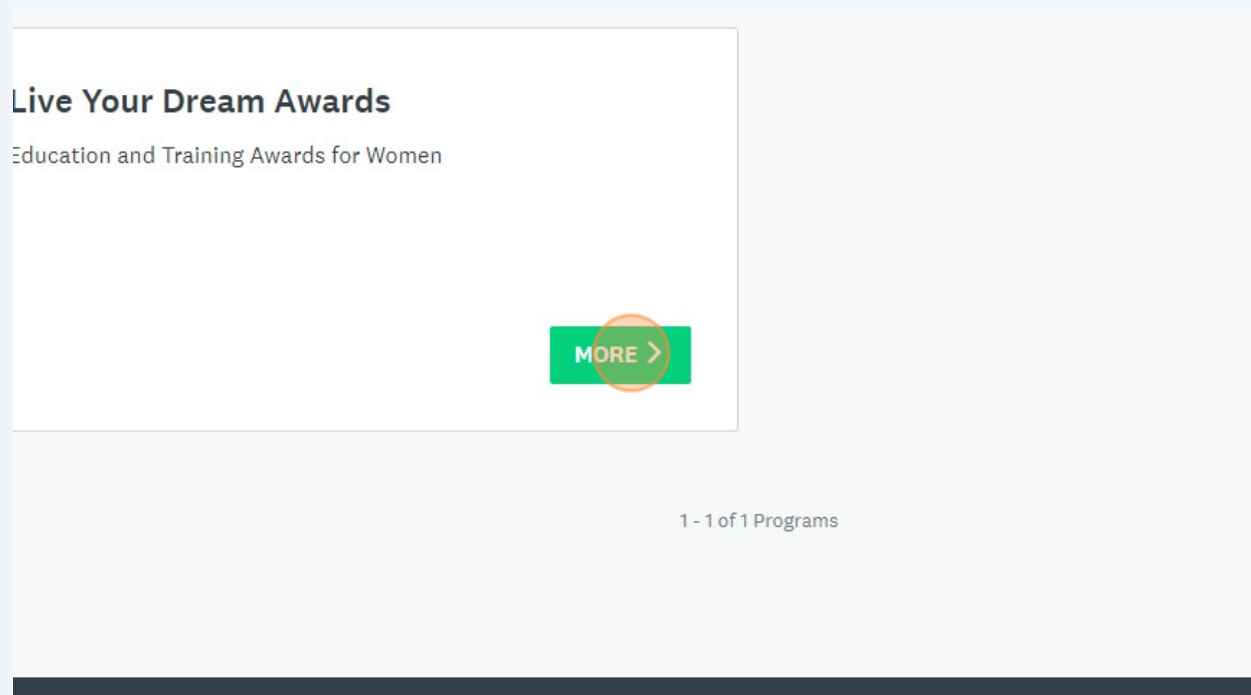 Live Your Dream Awards
Education and Training Awards for Women
MORE >
1 - 1 of 1 Programs